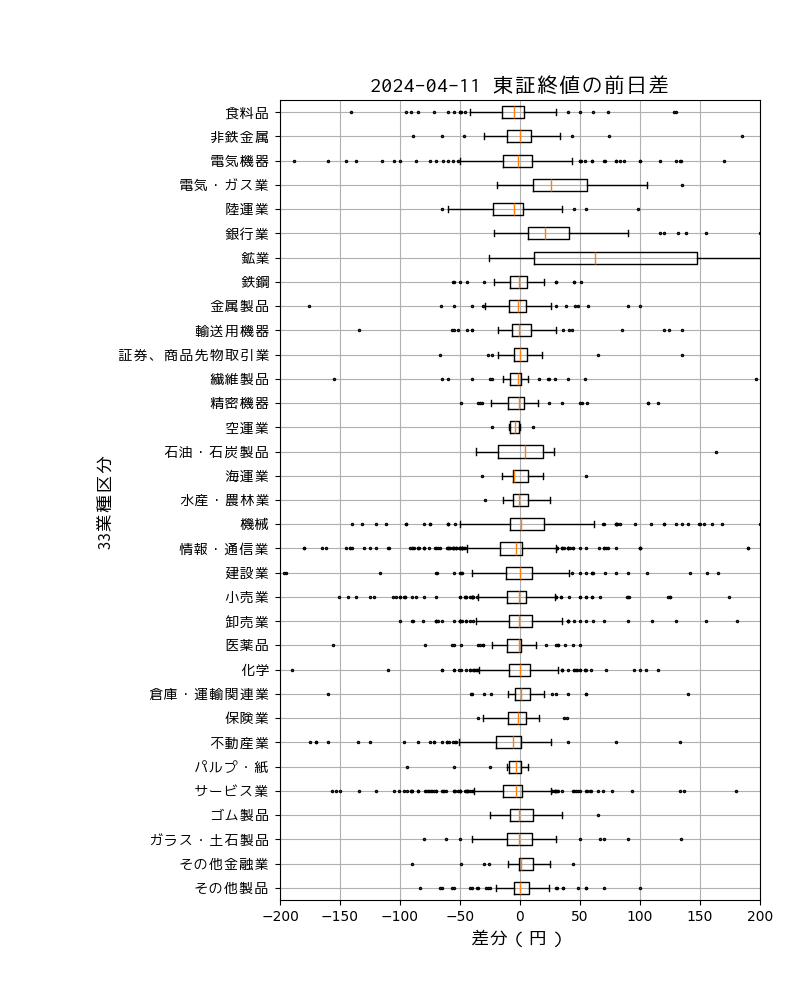 2024-04-11 東証終値の前日差
食料品
非鉄金属
電気機器
電気・ガス業
陸運業
銀行業
鉱業
鉄鋼
金属製品
輸送用機器
証券、商品先物取引業
繊維製品
精密機器
空運業
石油・石炭製品
海運業
水産・農林業
機械
情報・通信業
建設業
小売業
卸売業
医薬品
化学
倉庫・運輸関連業
保険業
不動産業
パルプ・紙
サービス業
ゴム製品
ガラス・土石製品
その他金融業
その他製品
33業種区分
−200 −150 −100 −50 0 50 100 150 200
差分(円)